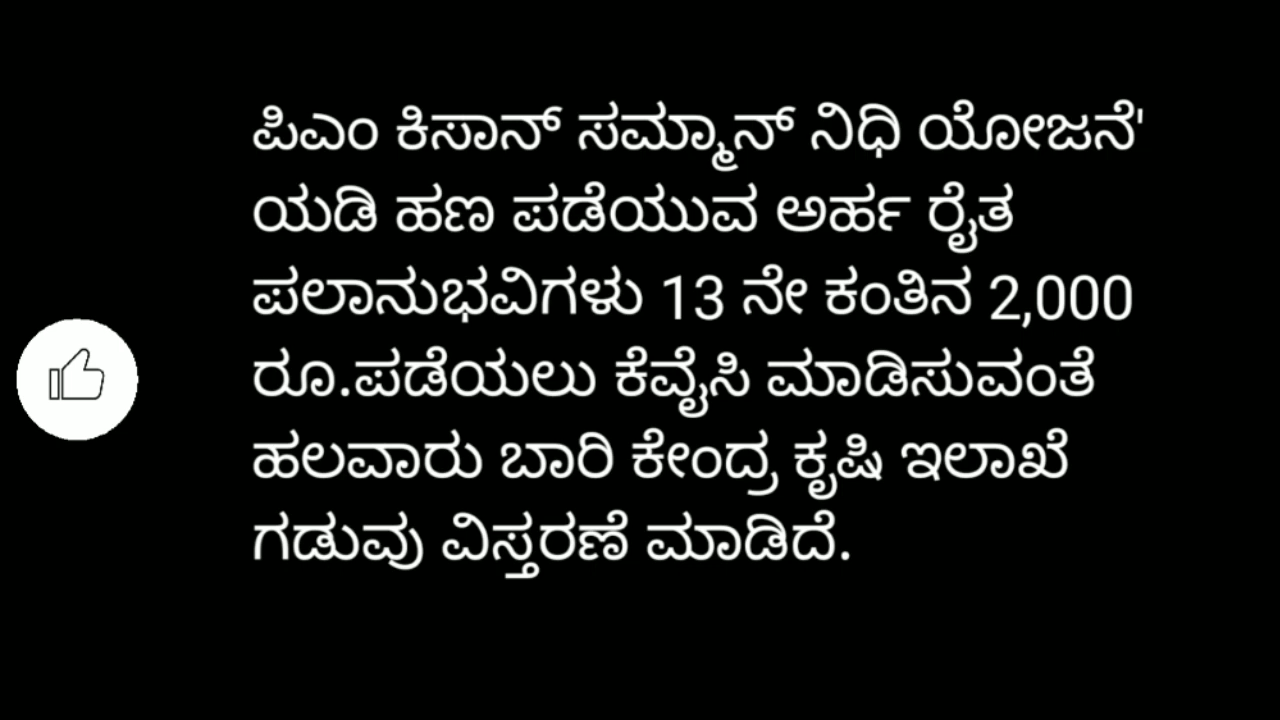 ಪಿಎಂ ಕಿಸಾನ್ ಸಮ್ಮಾನ್ ನಿಧಿ ಯೋಜನೆ'
ಯಡಿ ಹಣ ಪಡೆಯುವ ಅರ್ಹ ರೈತ
ಪಲಾನುಭವಿಗಳು 13 ನೇ ಕಂತಿನ 2,000
ರೂ.ಪಡೆಯಲು ಕೆವೈಸಿ ಮಾಡಿಸುವಂತೆ
ಹಲವಾರು ಬಾರಿ ಕೇಂದ್ರ ಕೃಷಿ ಇಲಾಖೆ
ಗಡುವು ವಿಸ್ತರಣೆ ಮಾಡಿದೆ.